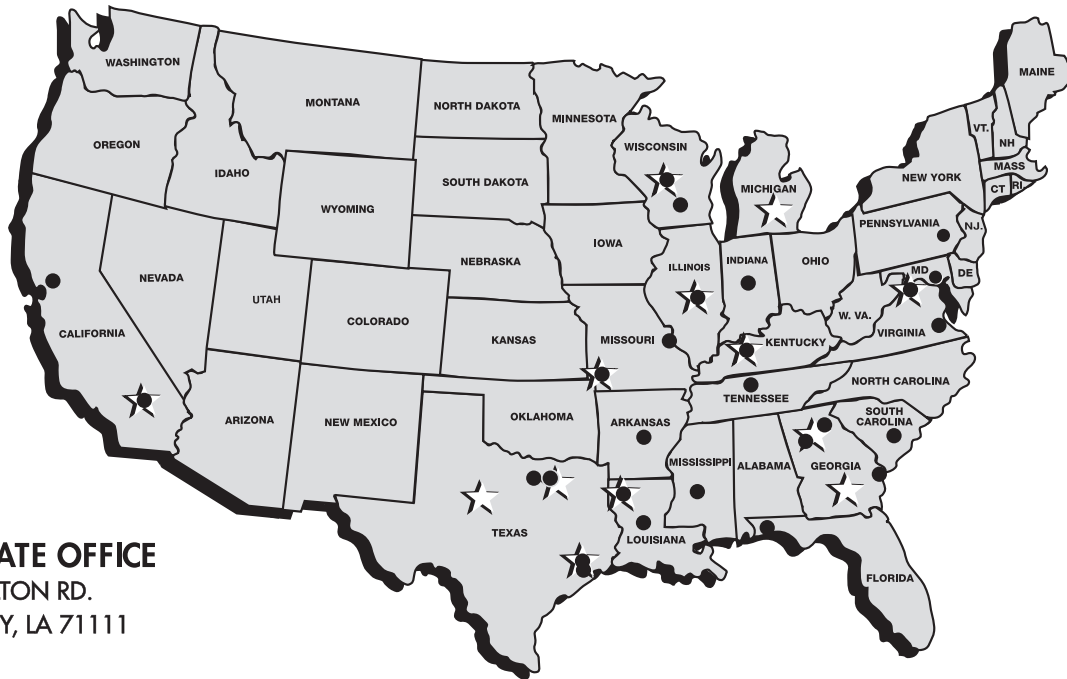 WASHINGTON
MONTANA
NORTH DAKOTA
MINNESOTA
MAINE
OREGON
IDAHO
WYOMING
SOUTH DAKOTA
WISCONSIN
MICHIGAN
NEW YORK
VT.
NH
MASS
CT
RI
NEVADA
UTAH
COLORADO
NEBRASKA
IOWA
ILLINOIS
INDIANA
OHIO
PENNSYLVANIA
NJ.
MD
DE
CALIFORNIA
KANSAS
MISSOURI
KENTUCKY
W. VA.
VIRGINIA
ARIZONA
NEW MEXICO
OKLAHOMA
ARKANSAS
TENNESSEE
NORTH CAROLINA
SOUTH
CAROLINA
TEXAS
LOUISIANA
MISSISSIPPI
ALABAMA
GEORGIA
FLORIDA
ATE OFFICE
TON RD.
Y, LA 71111